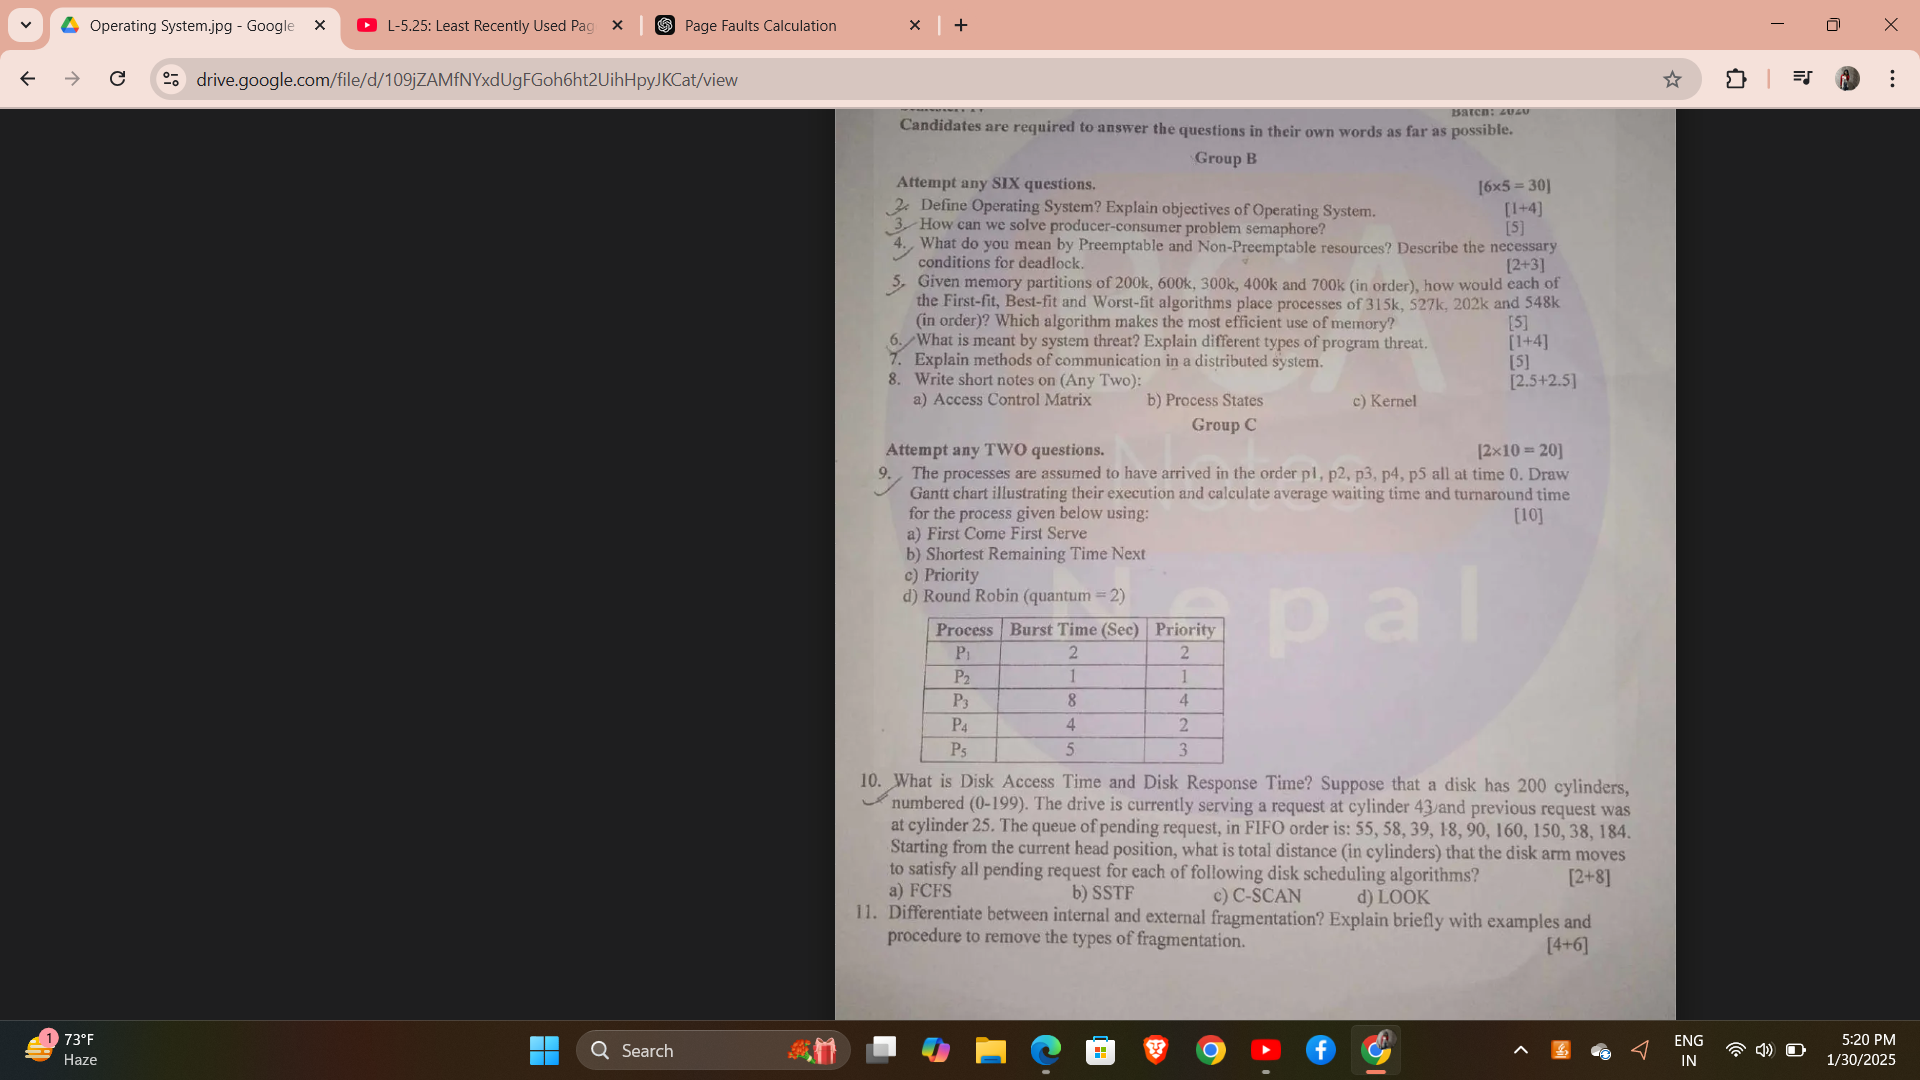 Operating System.jpg - Google
L-5.25: Least Recently Used Pag
Page Faults Calculation
drive.google.com/file/d/109jZAMfNYxdUgFGoh6ht2UihHpyJKCat/view
Batch: 2020
Candidates are required to answer the questions in their own words as far as possible.
Group B
Attempt any SIX questions. [6×5 = 30]
2. Define Operating System? Explain objectives of Operating System. [1+4]
3. How can we solve producer-consumer problem semaphore? [5]
4. What do you mean by Preemptable and Non-Preemptable resources? Describe the necessary
conditions for deadlock. [2+3]
5. Given memory partitions of 200k, 600k, 300k, 400k and 700k (in order), how would each of
the First-fit, Best-fit and Worst-fit algorithms place processes of 315k, 527k, 202k and 548k
(in order)? Which algorithm makes the most efficient use of memory? [5]
6. What is meant by system threat? Explain different types of program threat. [1+4]
7. Explain methods of communication in a distributed system. [5]
8. Write short notes on (Any Two): [2.5+2.5]
a) Access Control Matrix b) Process States c) Kernel
Group C
Attempt any TWO questions. [2×10 = 20]
9. The processes are assumed to have arrived in the order p1, p2, p3, p4, p5 all at time 0. Draw
Gantt chart illustrating their execution and calculate average waiting time and turnaround time
for the process given below using: [10]
a) First Come First Serve
b) Shortest Remaining Time Next
c) Priority
d) Round Robin (quantum = 2)
Process Burst Time (Sec) Priority
P1 2 2
P2 1 1
P3 8 4
P4 4 2
P5 5 3
10. What is Disk Access Time and Disk Response Time? Suppose that a disk has 200 cylinders,
numbered (0-199). The drive is currently serving a request at cylinder 43 and previous request was
at cylinder 25. The queue of pending request, in FIFO order is: 55, 58, 39, 18, 90, 160, 150, 38, 184.
Starting from the current head position, what is total distance (in cylinders) that the disk arm moves
to satisfy all pending request for each of following disk scheduling algorithms? [2+8]
a) FCFS b) SSTF c) C-SCAN d) LOOK
11. Differentiate between internal and external fragmentation? Explain briefly with examples and
procedure to remove the types of fragmentation. [4+6]
CA
Notes
Nepal
1
73°F
Haze
Search
ENG
IN
5:20 PM
1/30/2025